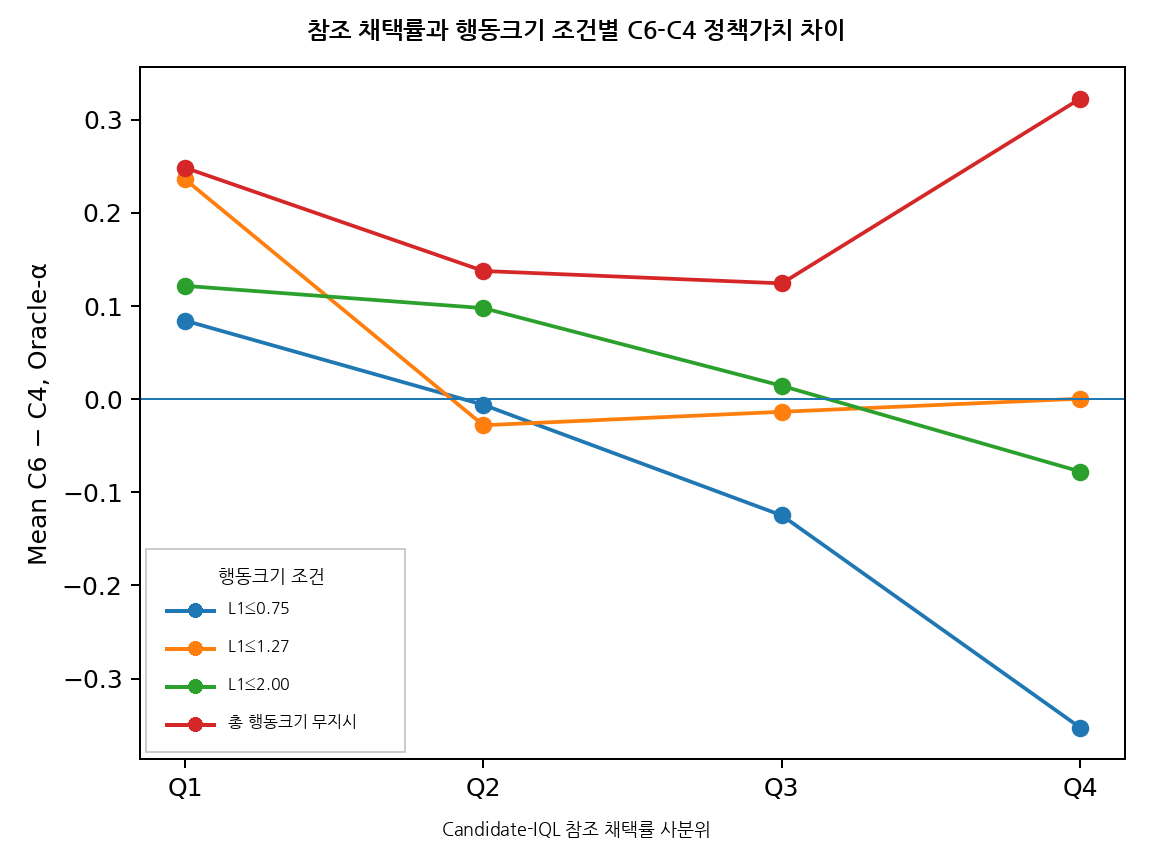 참조 채택률과 행동크기 조건별 C6-C4 정책가치 차이
Mean C6 − C4, Oracle-α
0.3
0.2
0.1
0.0
−0.1
−0.2
−0.3
행동크기 조건
L1≤0.75
L1≤1.27
L1≤2.00
총 행동크기 무지시
Q1 Q2 Q3 Q4
Candidate-IQL 참조 채택률 사분위